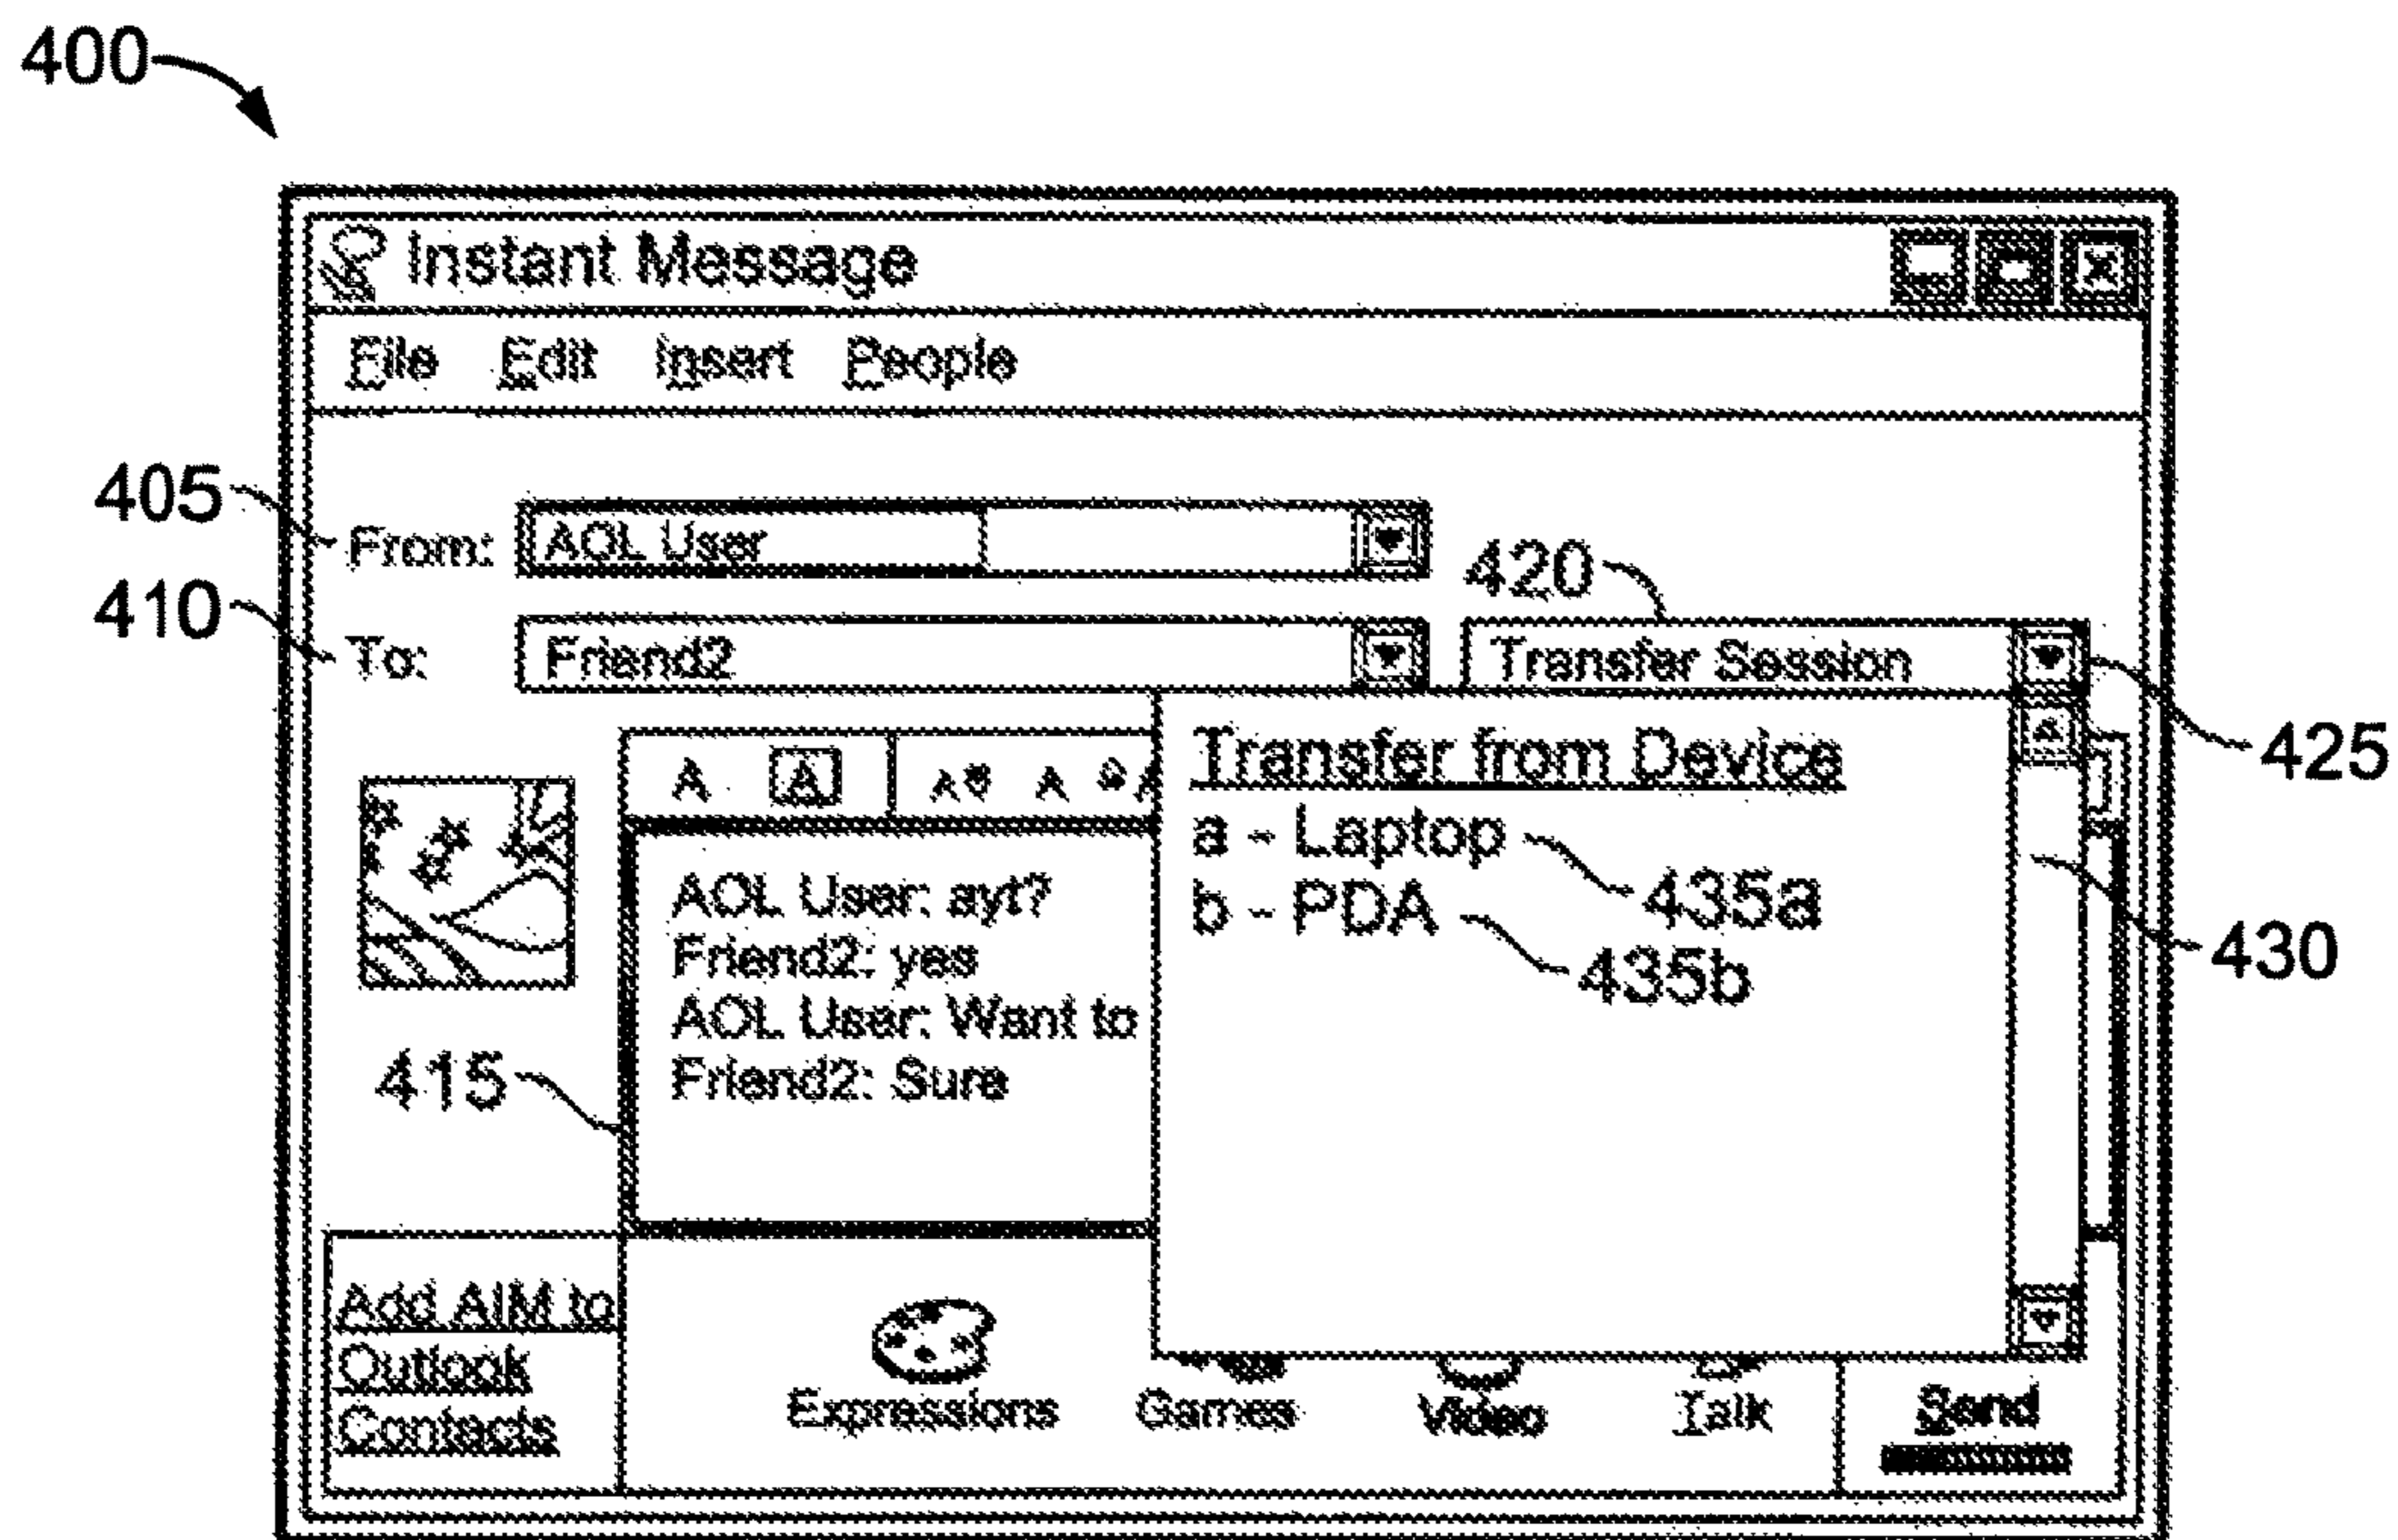 400
Instant Message
File Edit Insert People
405
From: AOL User
420
410
To: Friend2 Transfer Session
425
A A A A A
Transfer from Device
a - Laptop
435a
b - PDA
435b
430
AOL User: ayt?
Friend2: yes
AOL User: Want to
Friend2: Sure
415
Add AIM to
Outlook
Contacts
Expressions Games Video Talk Send